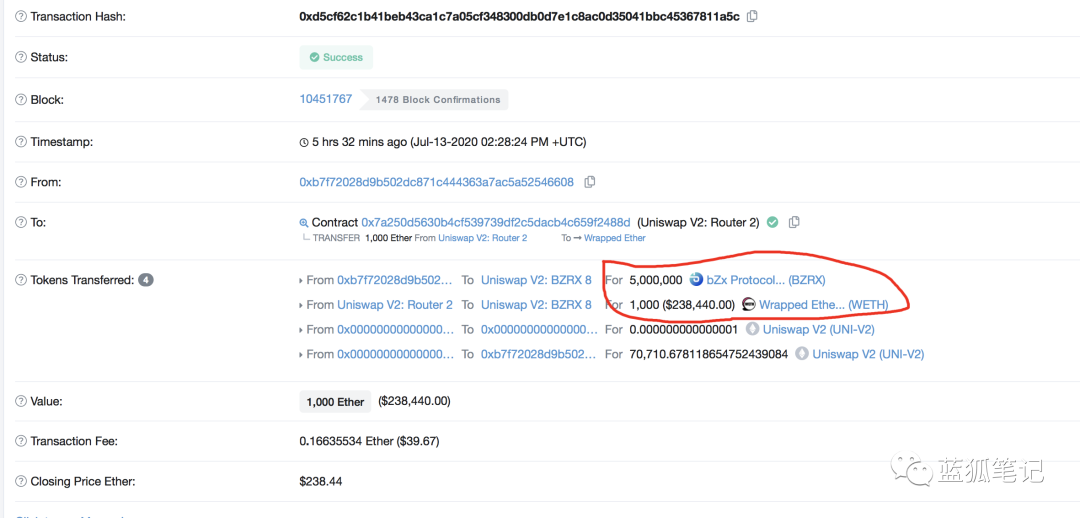 Transaction Hash: 0xd5cf62c1b41beb43ca1c7a05cf348300db0d7e1c8ac0d35041bbc45367811a5c
Status: Success
Block: 10451767 1478 Block Confirmations
Timestamp: 5 hrs 32 mins ago (Jul-13-2020 02:28:24 PM +UTC)
From: 0xb7f72028d9b502dc871c444363a7ac5a52546608
To: Contract 0x7a250d5630b4cf539739df2c5dacb4c659f2488d (Uniswap V2: Router 2)
TRANSFER 1,000 Ether From Uniswap V2: Router 2 To → Wrapped Ether
Tokens Transferred: 4 From 0xb7f72028d9b502... To Uniswap V2: BZRX 8 For 5,000,000 bZx Protocol... (BZRX)
From Uniswap V2: Router 2 To Uniswap V2: BZRX 8 For 1,000 ($238,440.00) Wrapped Ethe... (WETH)
From 0x00000000000000... To 0x00000000000000... For 0.000000000000001 Uniswap V2 (UNI-V2)
From 0x00000000000000... To 0xb7f72028d9b502... For 70,710.678118654752439084 Uniswap V2 (UNI-V2)
Value: 1,000 Ether ($238,440.00)
Transaction Fee: 0.16635534 Ether ($39.67)
Closing Price Ether: $238.44
蓝狐笔记